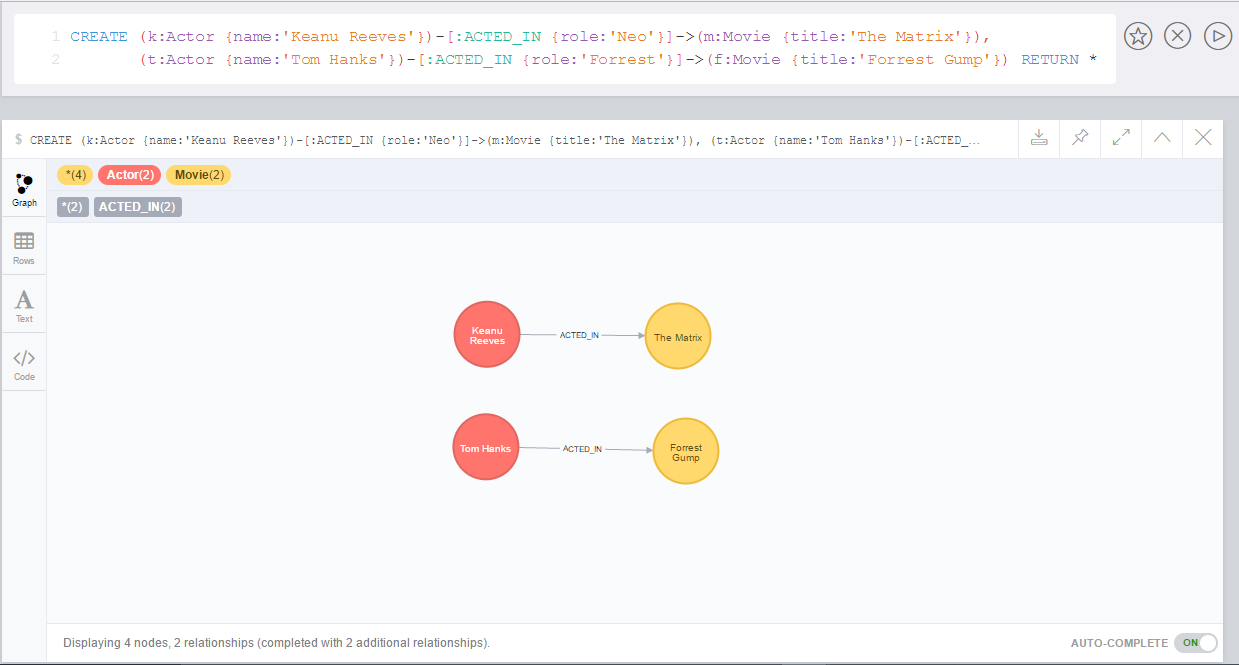 1 CREATE (k:Actor {name:'Keanu Reeves'})-[:ACTED_IN {role:'Neo'}]->(m:Movie {title:'The Matrix'}),
2 (t:Actor {name:'Tom Hanks'})-[:ACTED_IN {role:'Forrest'}]->(f:Movie {title:'Forrest Gump'}) RETURN *
$ CREATE (k:Actor {name:'Keanu Reeves'})-[:ACTED_IN {role:'Neo'}]->(m:Movie {title:'The Matrix'}), (t:Actor {name:'Tom Hanks'})-[:ACTED_...
*(4) Actor(2) Movie(2)
*(2) ACTED_IN(2)
Graph
Rows
A
Text
</>
Code
Keanu
Reeves
ACTED_IN
The Matrix
Tom Hanks
ACTED_IN
Forrest
Gump
Displaying 4 nodes, 2 relationships (completed with 2 additional relationships).
AUTO-COMPLETE ON